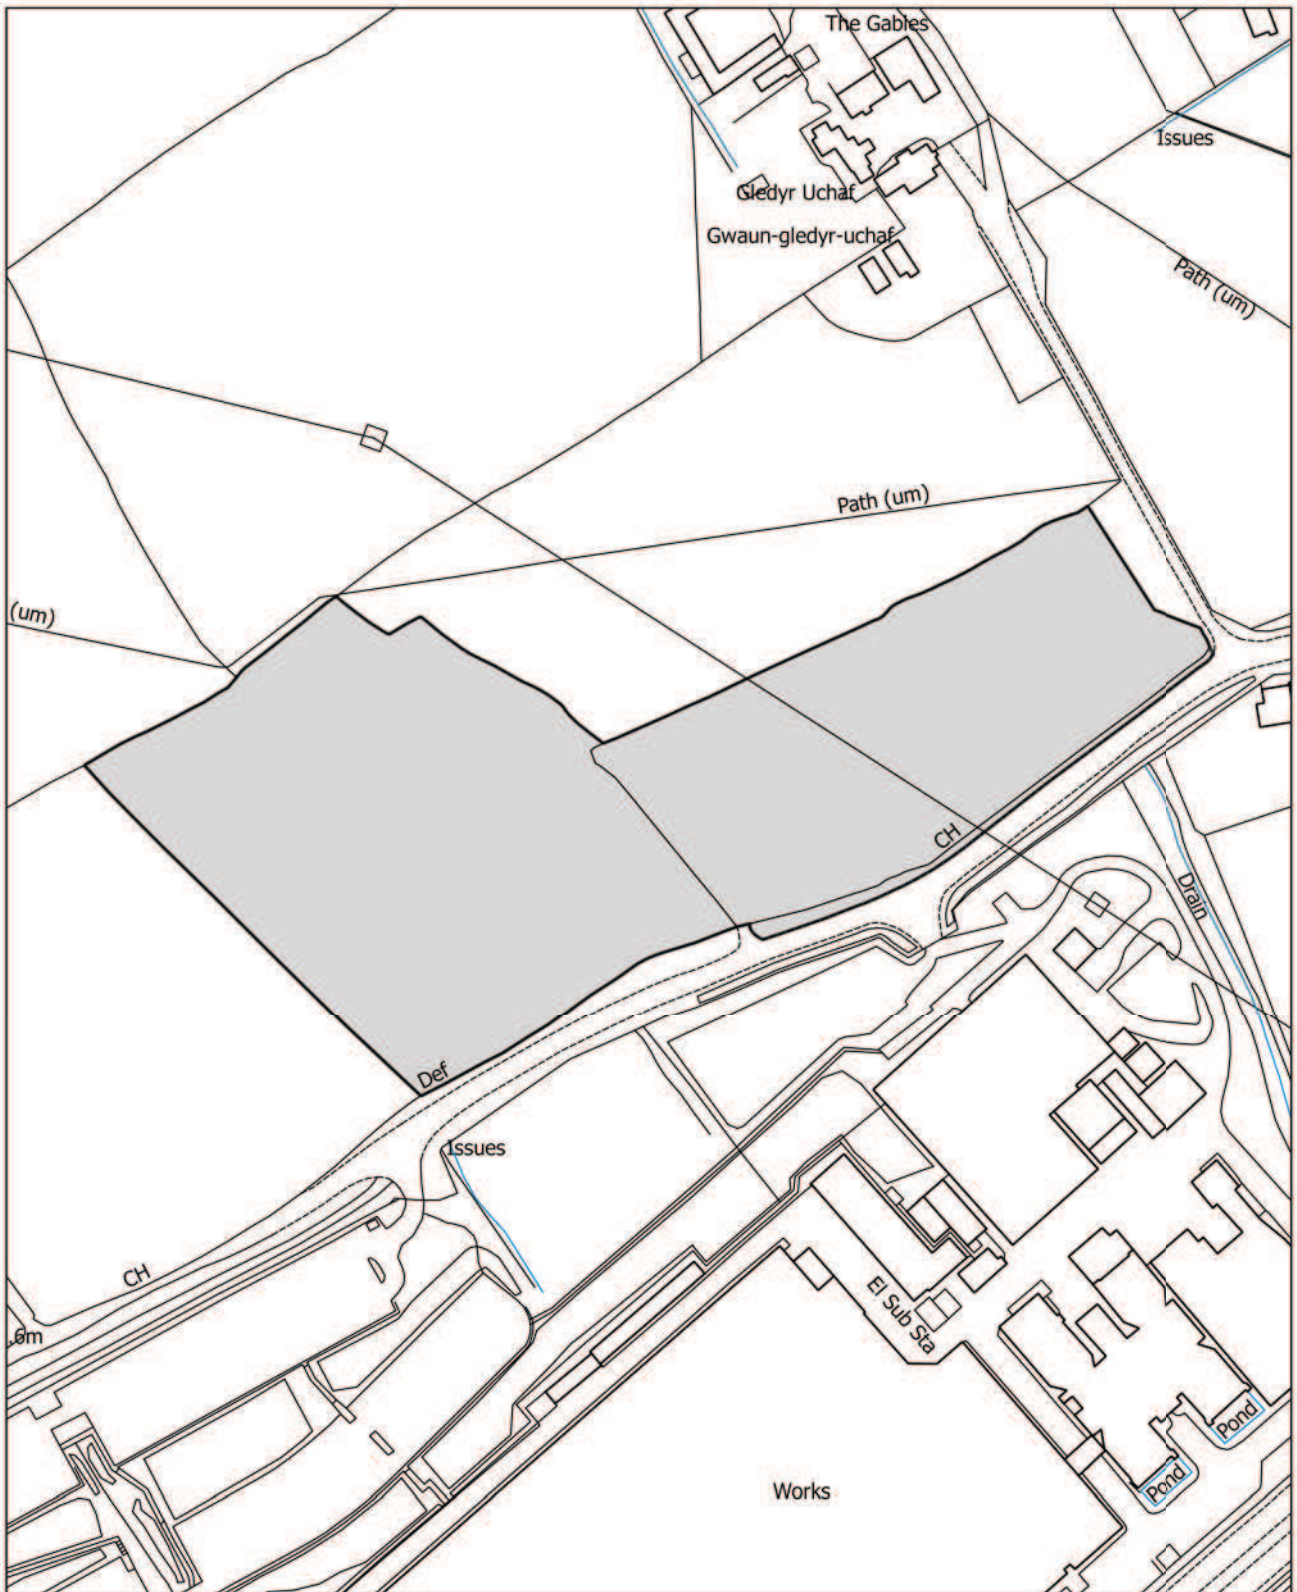 The Gables
Issues
Gledyr Uchaf
Gwaun-gledyr-uchaf
Path (um)
Path (um)
(um)
CH
Drain
Def
Issues
CH
El Sub Sta
.6m
Pond
Pond
Works